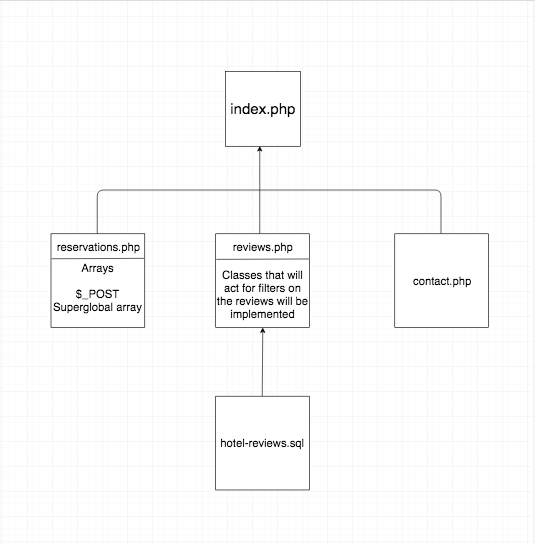 index.php
reservations.php
Arrays
$_POST
Superglobal array
reviews.php
Classes that will
act for filters on
the reviews will be
implemented
contact.php
hotel-reviews.sql